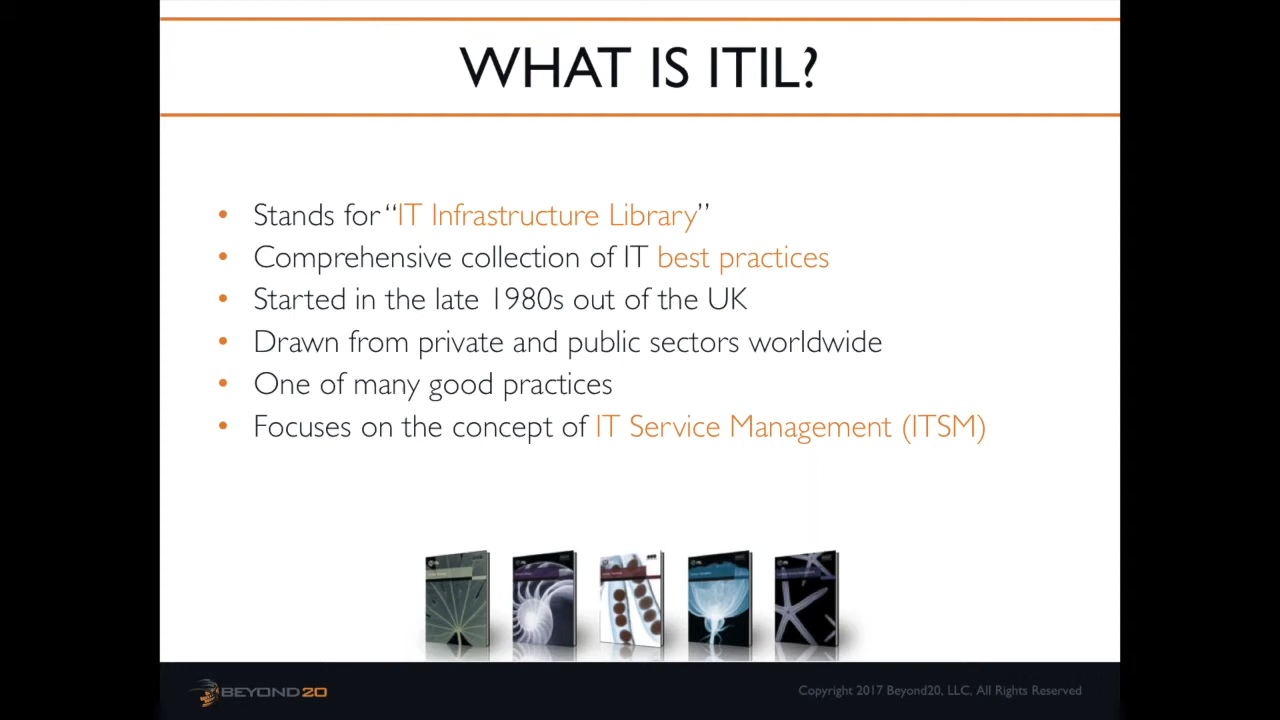 WHAT IS ITIL?
• Stands for “IT Infrastructure Library”
• Comprehensive collection of IT best practices
• Started in the late 1980s out of the UK
• Drawn from private and public sectors worldwide
• One of many good practices
• Focuses on the concept of IT Service Management (ITSM)
BEYOND20
Copyright 2017 Beyond20, LLC, All Rights Reserved